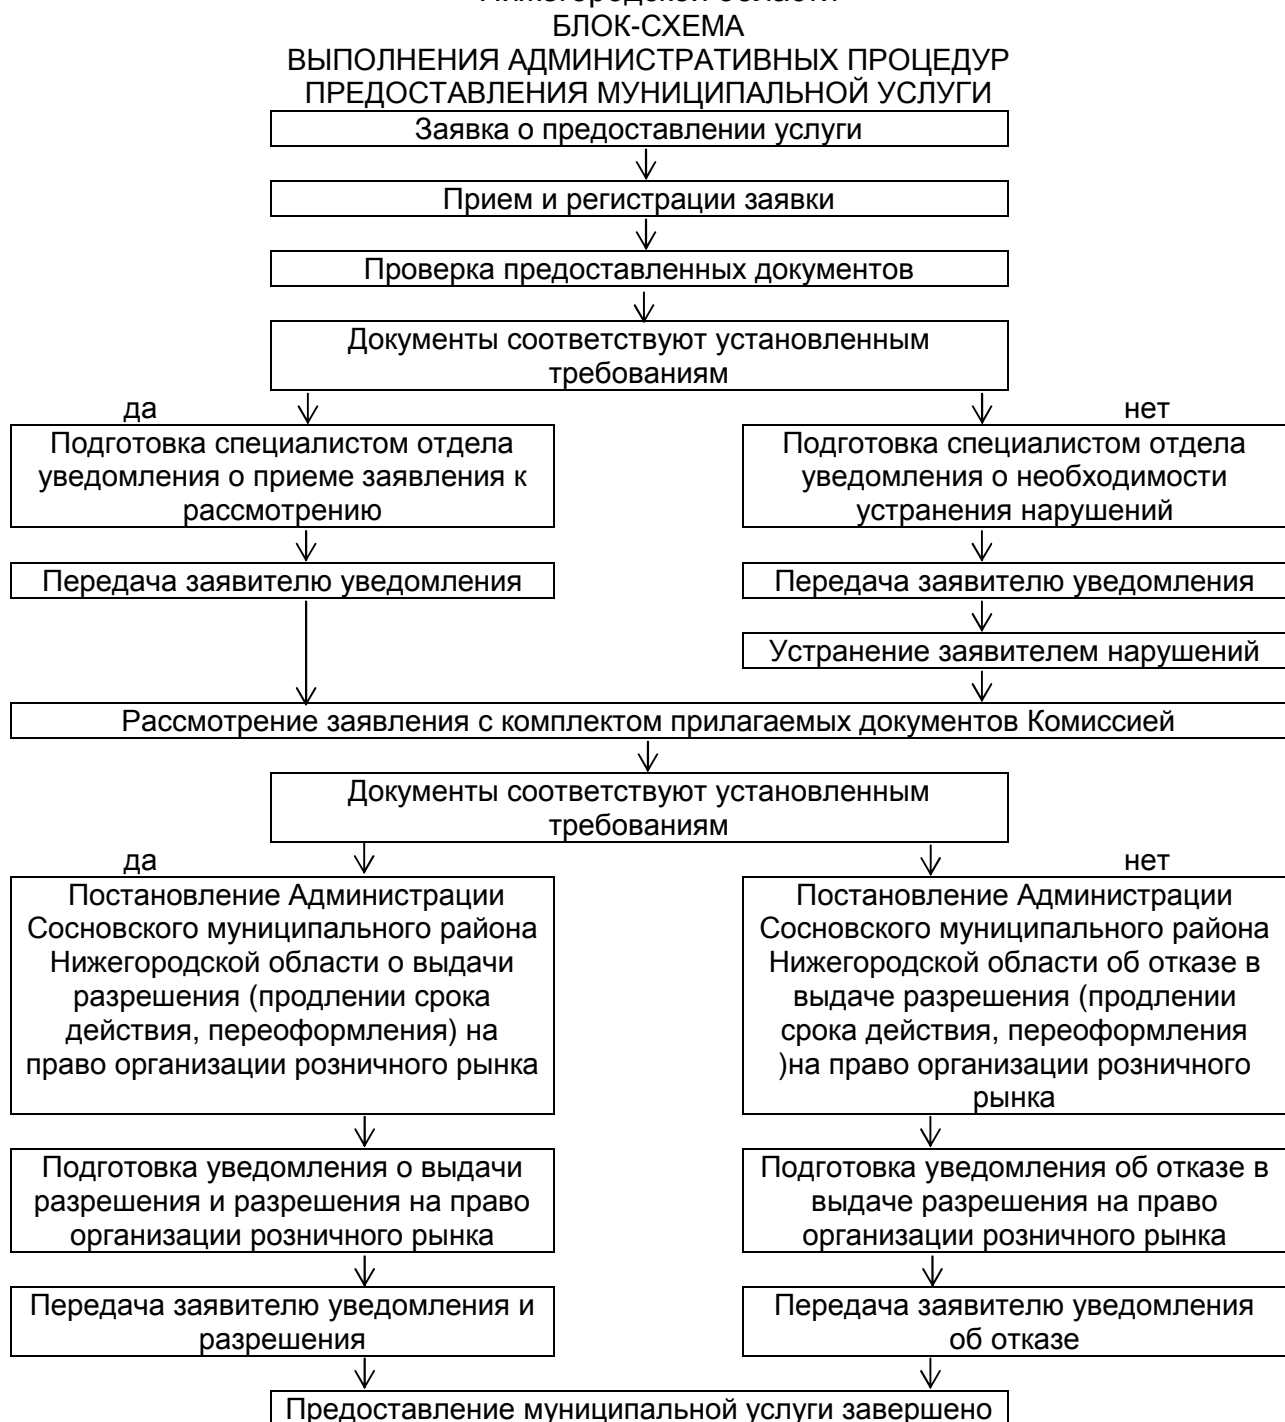 Нижегородской области
БЛОК-СХЕМА
ВЫПОЛНЕНИЯ АДМИНИСТРАТИВНЫХ ПРОЦЕДУР
ПРЕДОСТАВЛЕНИЯ МУНИЦИПАЛЬНОЙ УСЛУГИ
Заявка о предоставлении услуги
Прием и регистрации заявки
Проверка предоставленных документов
Документы соответствуют установленным
требованиям
да
нет
Подготовка специалистом отдела
уведомления о приеме заявления к
рассмотрению
Подготовка специалистом отдела
уведомления о необходимости
устранения нарушений
Передача заявителю уведомления
Передача заявителю уведомления
Устранение заявителем нарушений
Рассмотрение заявления с комплектом прилагаемых документов Комиссией
Документы соответствуют установленным
требованиям
да
нет
Постановление Администрации
Сосновского муниципального района
Нижегородской области о выдачи
разрешения (продлении срока
действия, переоформления) на
право организации розничного рынка
Постановление Администрации
Сосновского муниципального района
Нижегородской области об отказе в
выдаче разрешения (продлении
срока действия, переоформления
)на право организации розничного
рынка
Подготовка уведомления о выдачи
разрешения и разрешения на право
организации розничного рынка
Подготовка уведомления об отказе в
выдаче разрешения на право
организации розничного рынка
Передача заявителю уведомления и
разрешения
Передача заявителю уведомления
об отказе
Предоставление муниципальной услуги завершено